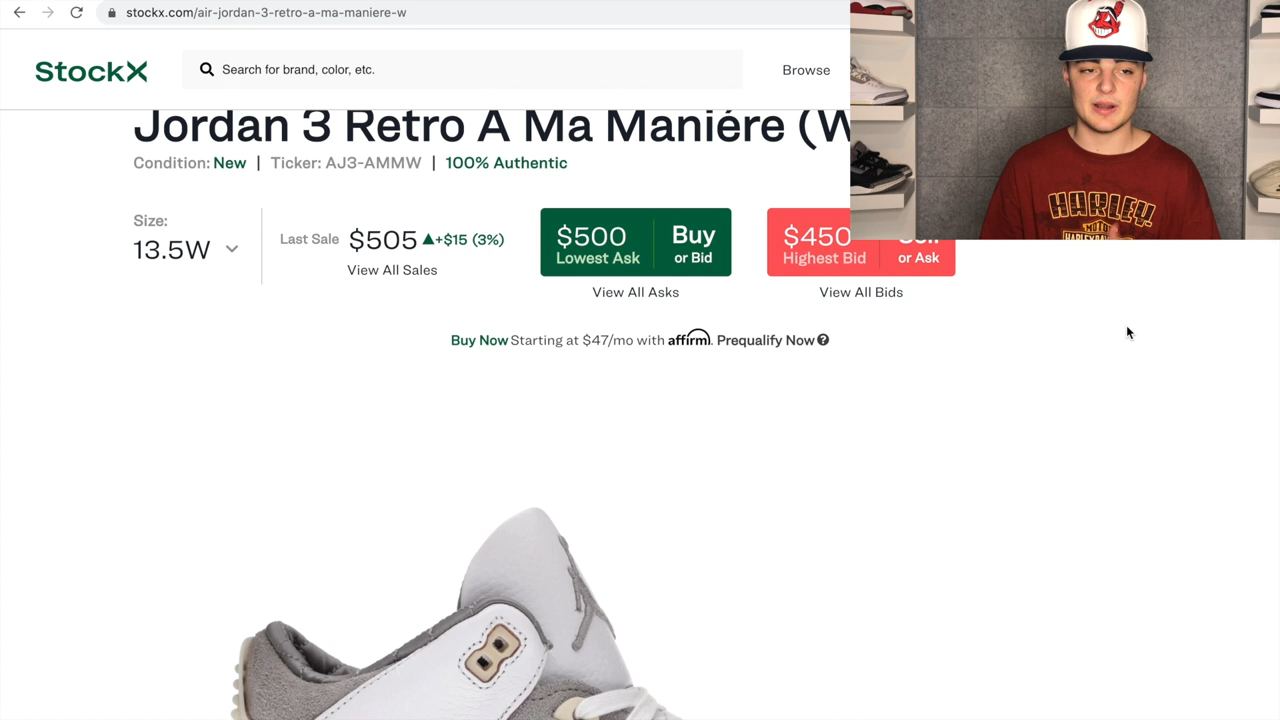 stockx.com/air-jordan-3-retro-a-ma-maniere-w
StockX
Search for brand, color, etc.
Browse
Jordan 3 Retro A Ma Maniére (W
Condition: New | Ticker: AJ3-AMMW | 100% Authentic
Size:
13.5W
Last Sale $505 ▲+$15 (3%)
View All Sales
$500
Lowest Ask
Buy
or Bid
View All Asks
$450
Highest Bid
Sell
or Ask
View All Bids
Buy Now Starting at $47/mo with affirm. Prequalify Now
HARLEY